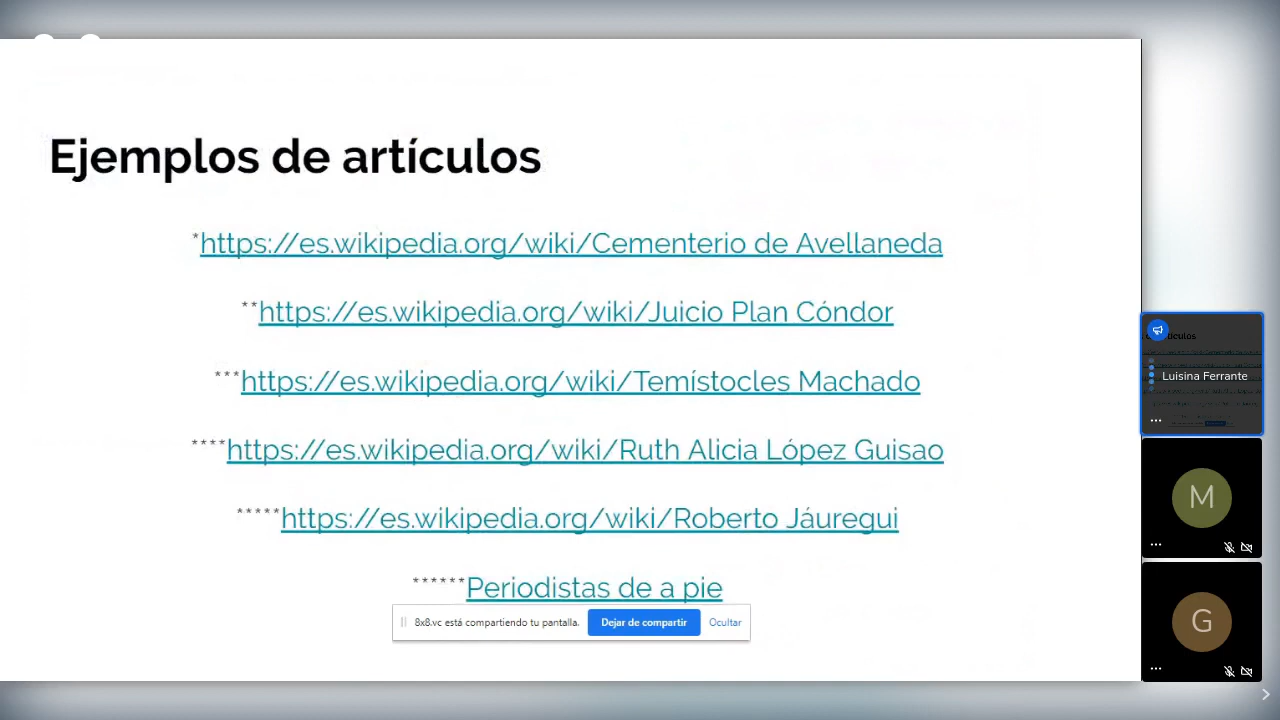 Ejemplos de artículos
*https://es.wikipedia.org/wiki/Cementerio de Avellaneda
**https://es.wikipedia.org/wiki/Juicio Plan Cóndor
***https://es.wikipedia.org/wiki/Temístocles Machado
****https://es.wikipedia.org/wiki/Ruth Alicia López Guisao
*****https://es.wikipedia.org/wiki/Roberto Jáuregui
******Periodistas de a pie
8x8.vc está compartiendo tu pantalla.
Dejar de compartir
Ocultar
Luisina Ferrante
M
G